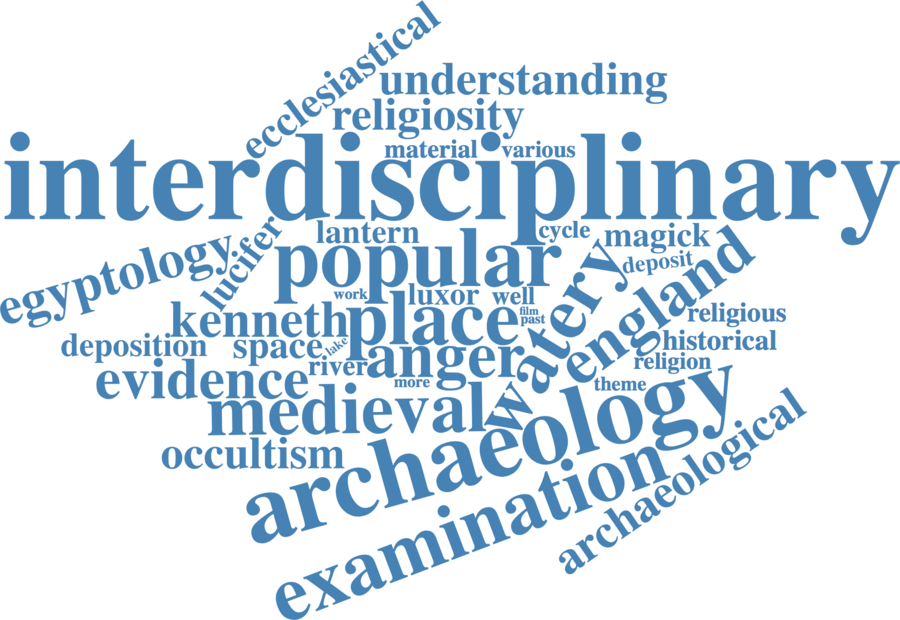 ecclesiastical
understanding
religiosity
material various
interdisciplinary
lantern cycle magick
egyptology lucifer popular deposit
work luxor well
kenneth place film past watery england religious
deposition space lake historical
river anger religion
evidence more theme
medieval
occultism archaeology
examination archaeological